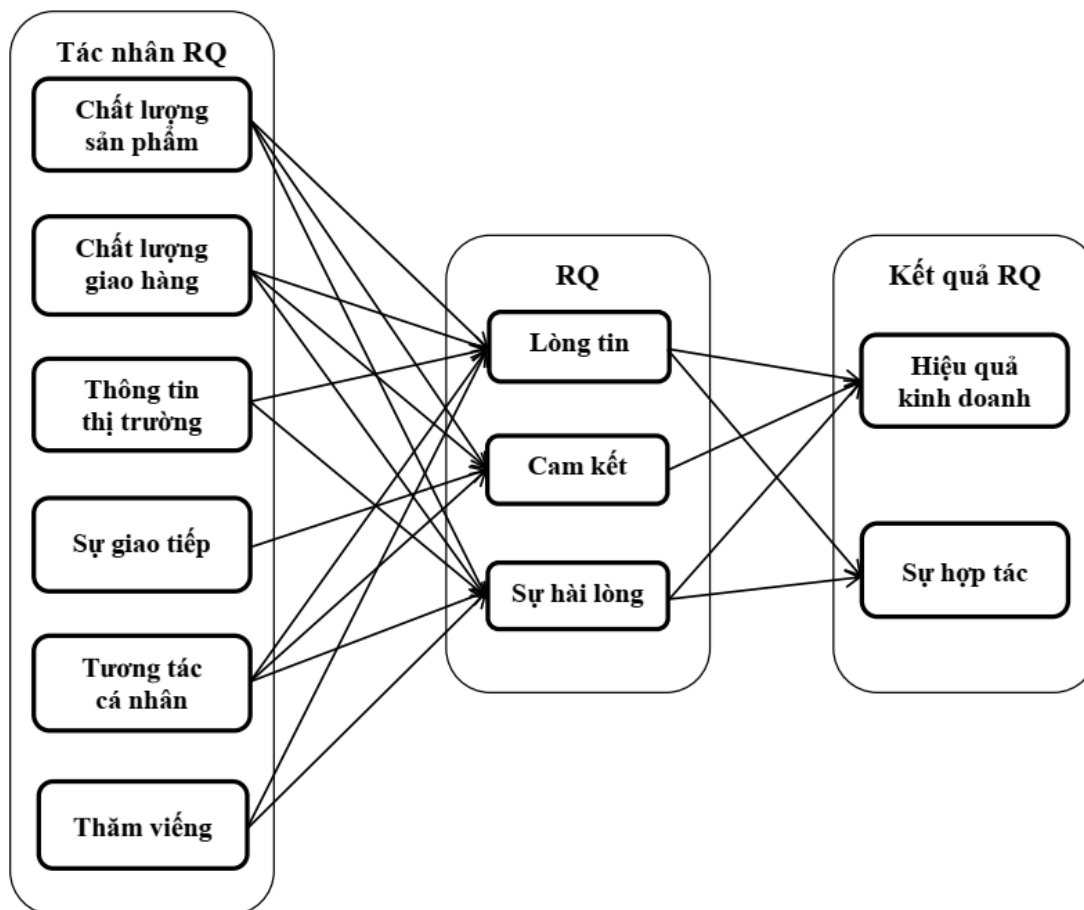 Tác nhân RQ
Chất lượng
sản phẩm
Chất lượng
giao hàng
Thông tin
thị trường
Sự giao tiếp
Tương tác
cá nhân
Thăm viếng
RQ
Lòng tin
Cam kết
Sự hài lòng
Kết quả RQ
Hiệu quả
kinh doanh
Sự hợp tác